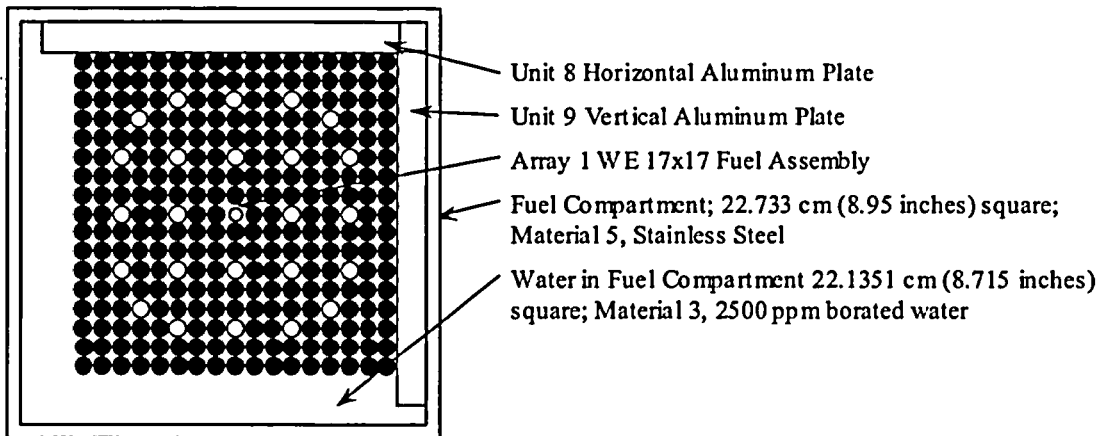 Unit 8 Horizontal Aluminum Plate
Unit 9 Vertical Aluminum Plate
Array 1 WE 17x17 Fuel Assembly
Fuel Compartment; 22.733 cm (8.95 inches) square;
Material 5, Stainless Steel
Water in Fuel Compartment 22.1351 cm (8.715 inches)
square; Material 3, 2500 ppm borated water